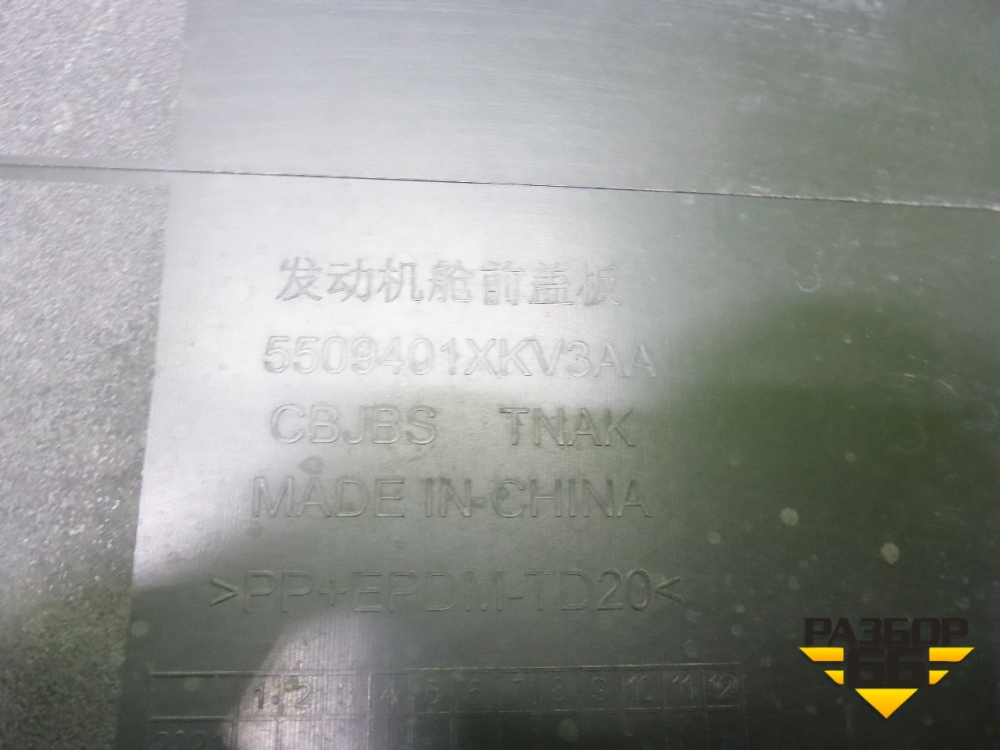 发动机舱前盖板
5509401XKV3AA
CBJBS TNAK
MADE IN CHINA
>PP+EPDM-TD20<
1 2 3 4 5 6 7 8 9 10 11 12
РАЗБОР
66